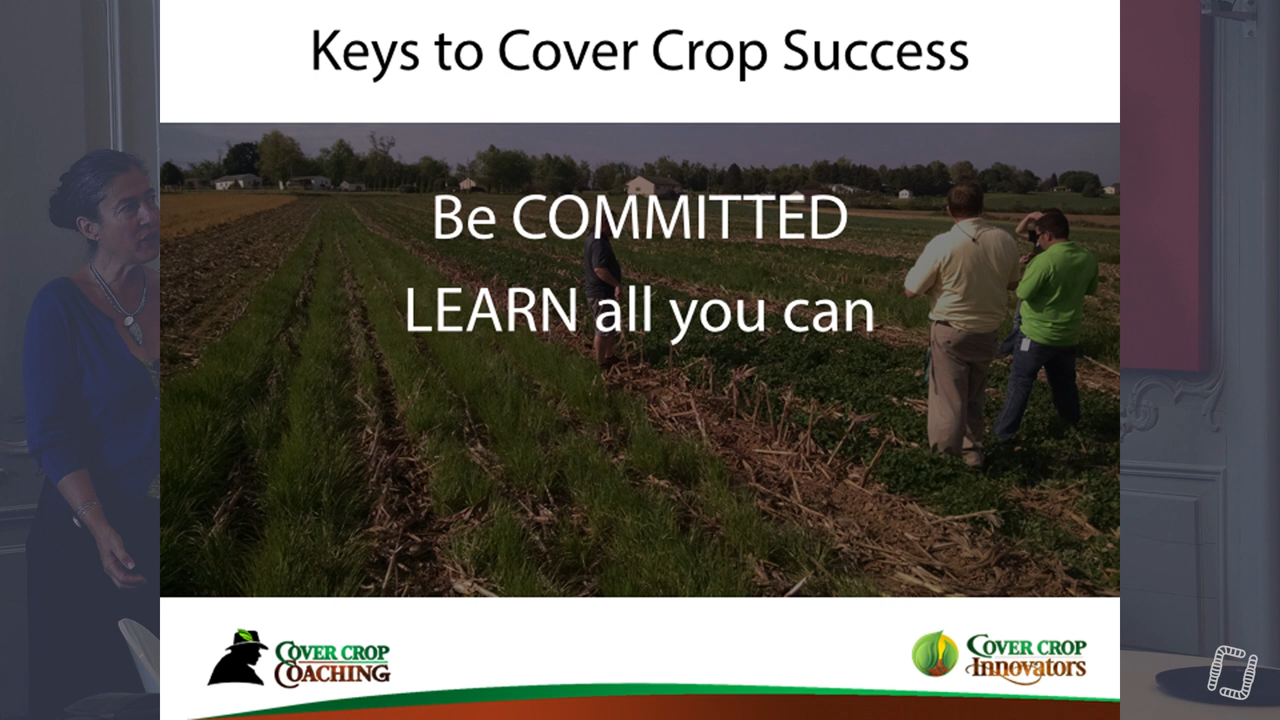 Keys to Cover Crop Success
Be COMMITTED
LEARN all you can
COVER CROP
COACHING
COVER CROP
Innovators